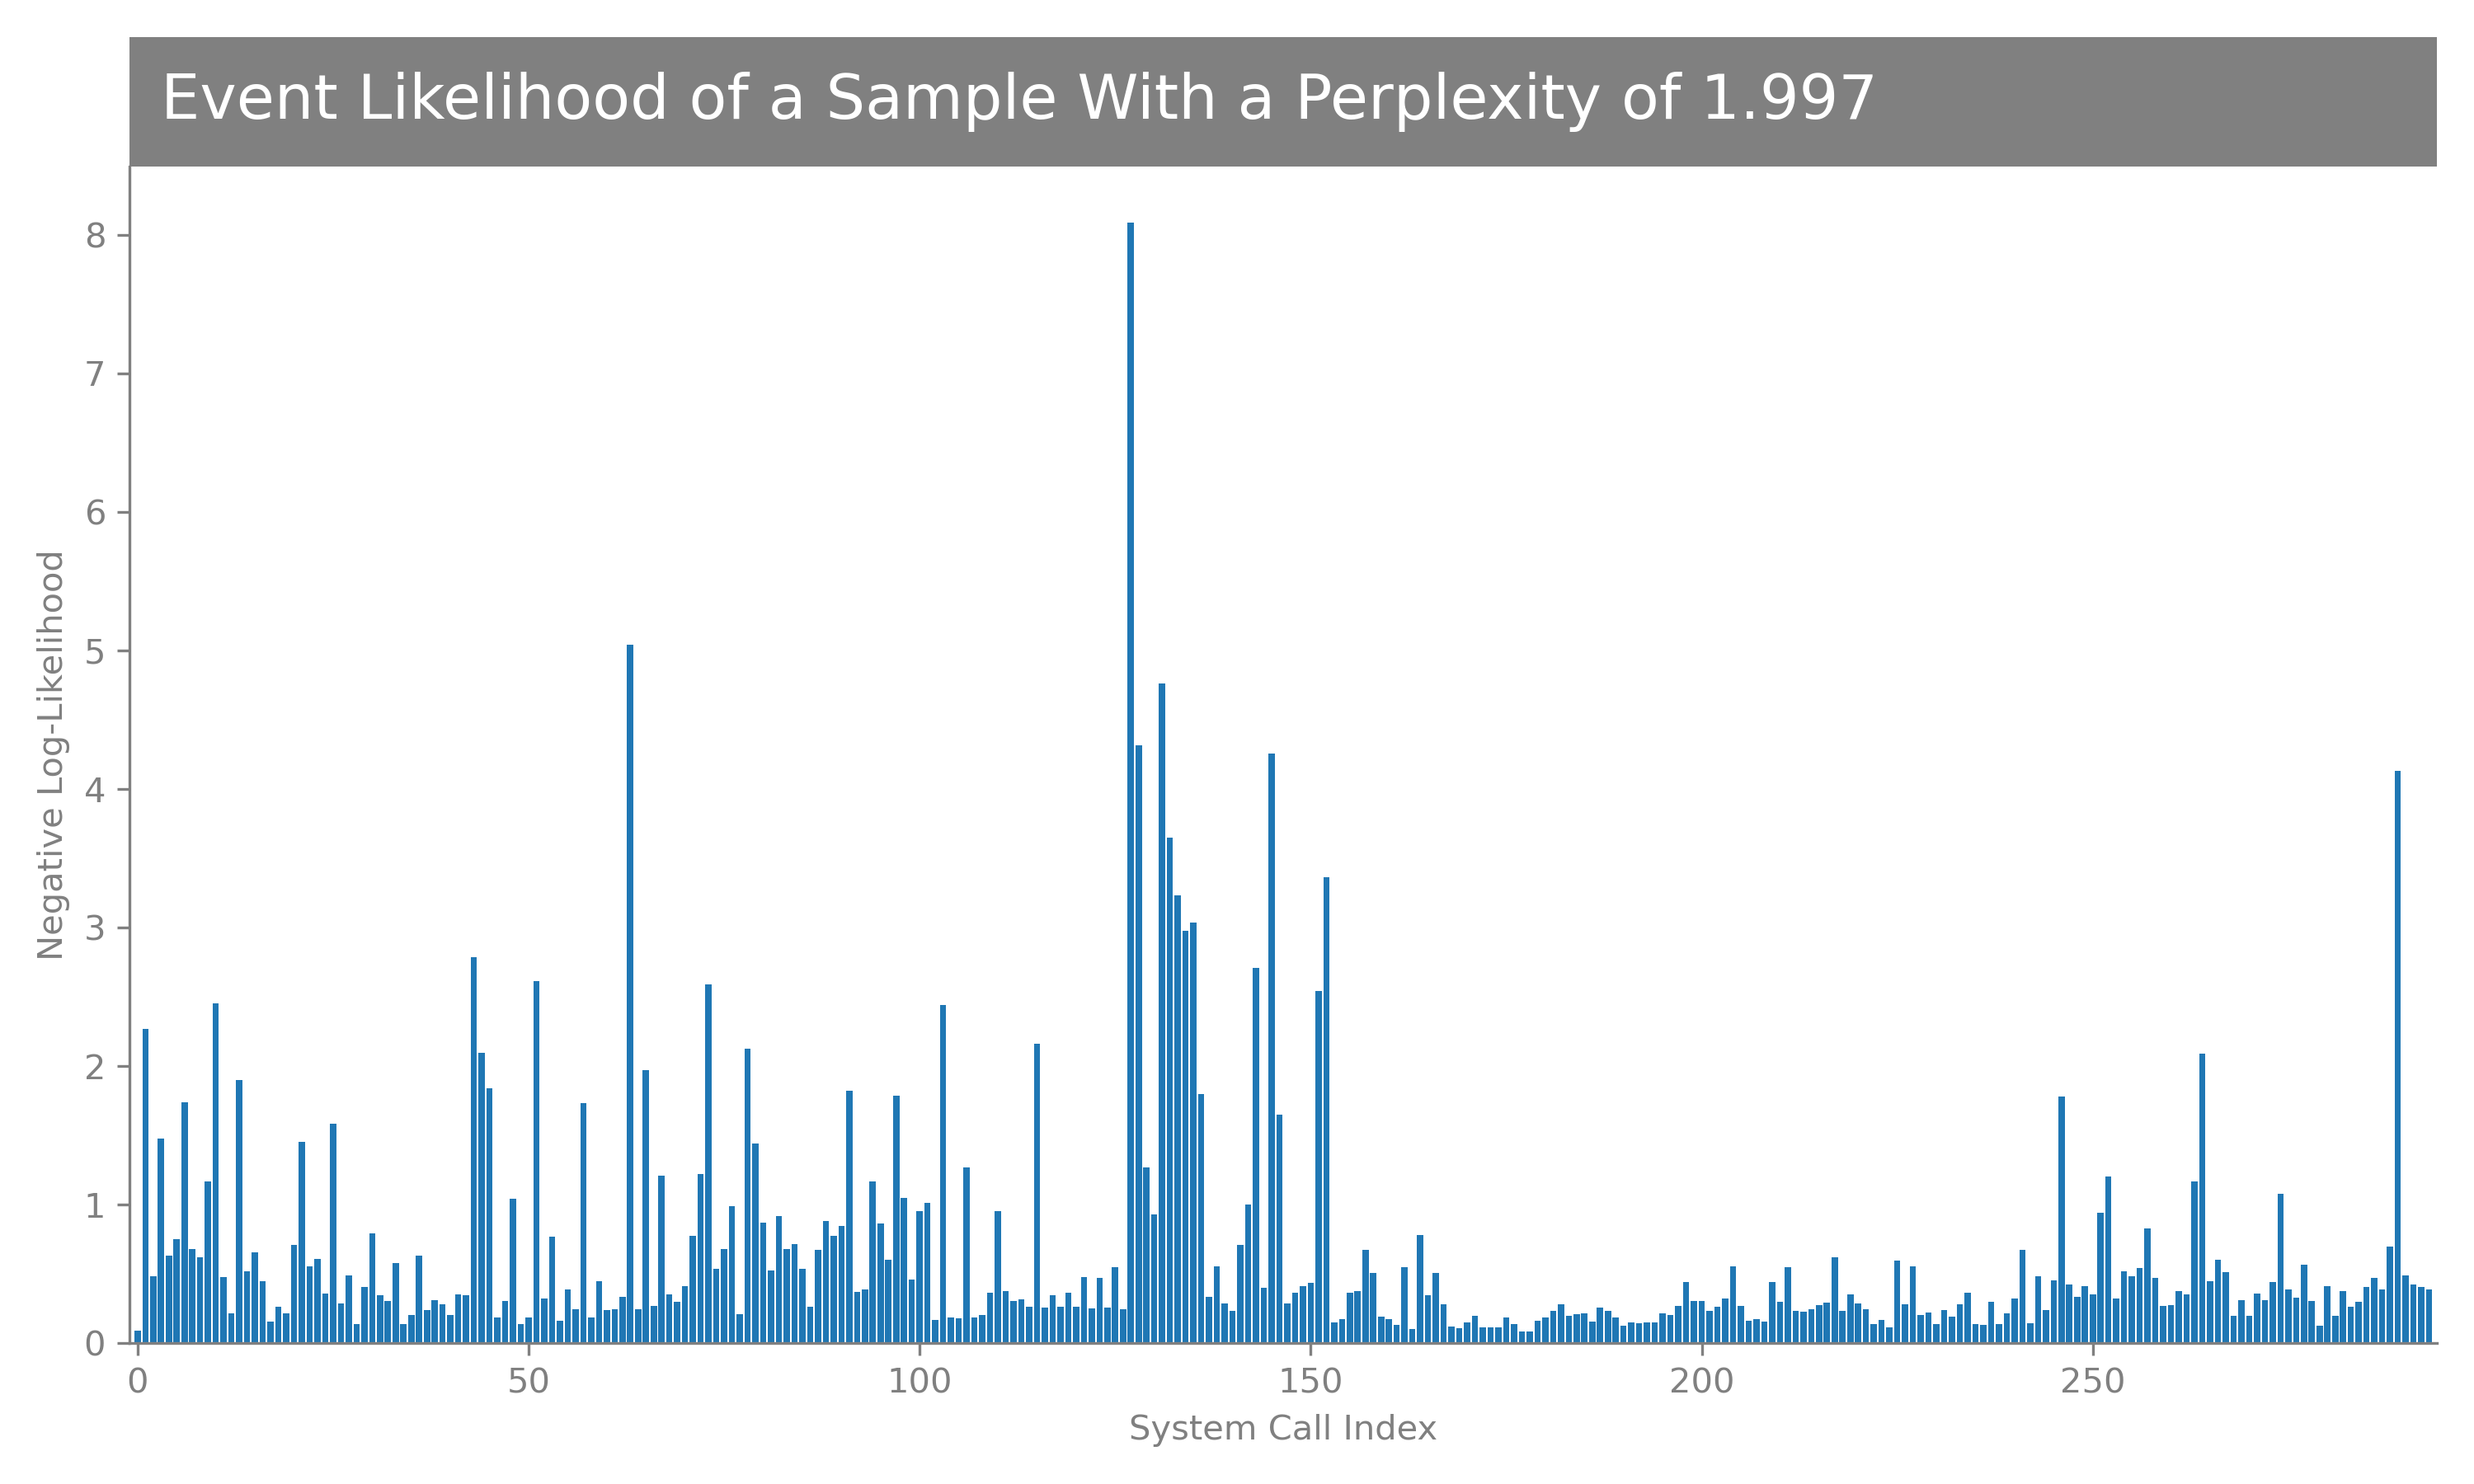 Event Likelihood of a Sample With a Perplexity of 1.997
8
7
6
5
4
3
2
1
0
Negative Log-Likelihood
0 50 100 150 200 250
System Call Index